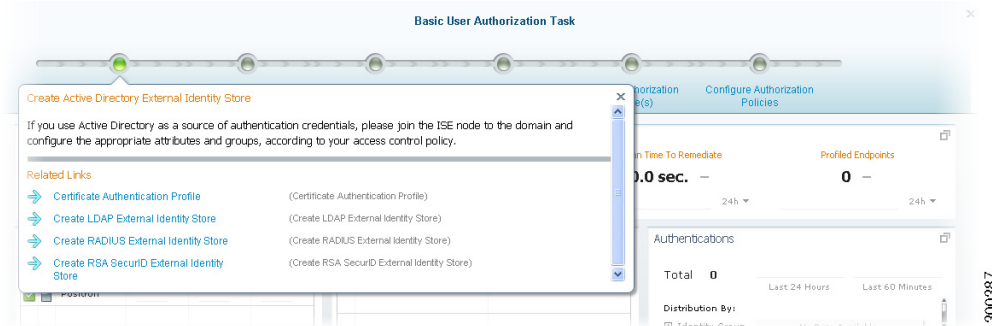 Basic User Authorization Task
Configure Authorization
Policies
Create Active Directory External Identity Store
If you use Active Directory as a source of authentication credentials, please join the ISE node to the domain and
configure the appropriate attributes and groups, according to your access control policy.
Related Links
Certificate Authentication Profile (Certificate Authentication Profile)
Create LDAP External Identity Store (Create LDAP External Identity Store)
Create RADIUS External Identity Store (Create RADIUS External Identity Store)
Create RSA SecurID External Identity (Create RSA SecurID External Identity Store)
Store
Time To Remediate
0.0 sec. –
24h
Profiled Endpoints
0 –
24h
Authentications
Total 0
Last 24 Hours Last 60 Minutes
Distribution By:
Identity Group
Positron
300287